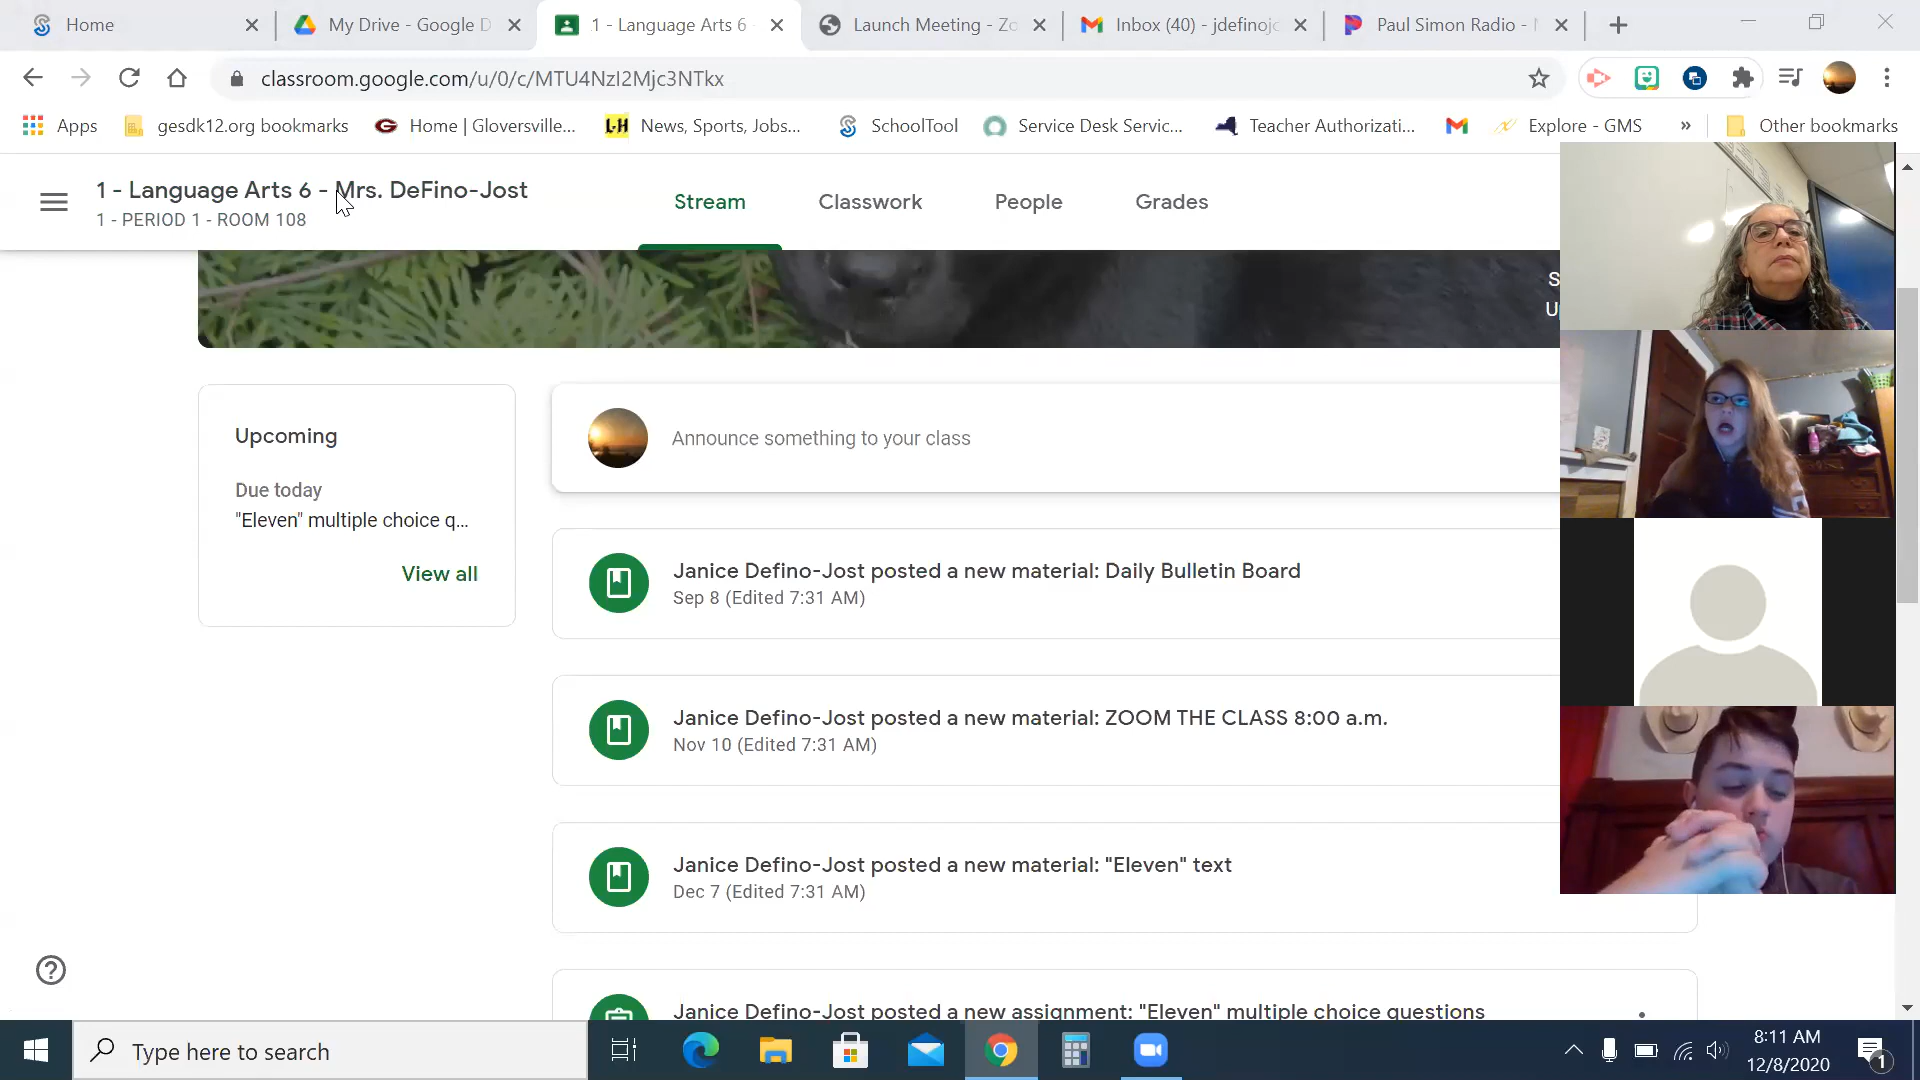 Home
My Drive - Google D
1 - Language Arts 6 -
Launch Meeting - Zo
Inbox (40) - jdefinojo
Paul Simon Radio - N
classroom.google.com/u/0/c/MTU4NzI2Mjc3NTkx
Apps
gesdk12.org bookmarks
Home | Gloversville...
LH
News, Sports, Jobs...
SchoolTool
Service Desk Servic...
Teacher Authorizati...
Explore - GMS
»
Other bookmarks
1 - Language Arts 6 - Mrs. DeFino-Jost
1 - PERIOD 1 - ROOM 108
Stream
Classwork
People
Grades
S
U
Upcoming
Due today
"Eleven" multiple choice q...
View all
Announce something to your class
Janice Defino-Jost posted a new material: Daily Bulletin Board
Sep 8 (Edited 7:31 AM)
Janice Defino-Jost posted a new material: ZOOM THE CLASS 8:00 a.m.
Nov 10 (Edited 7:31 AM)
Janice Defino-Jost posted a new material: "Eleven" text
Dec 7 (Edited 7:31 AM)
Janice Defino-Jost posted a new assignment: "Eleven" multiple choice questions
Type here to search
8:11 AM
12/8/2020
1